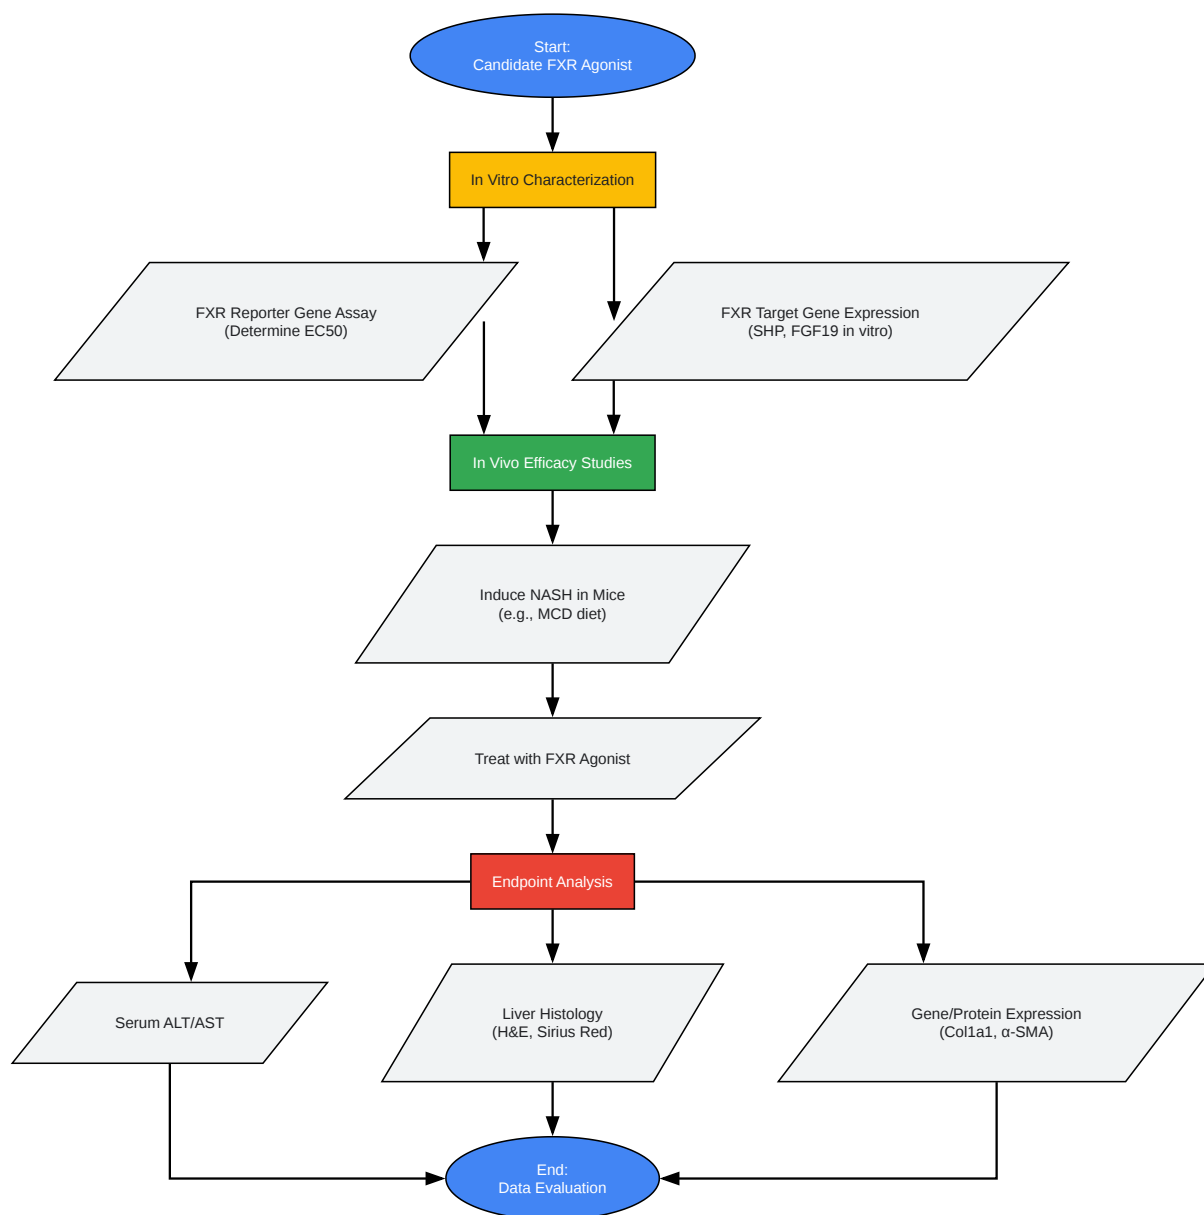 Start:
Candidate FXR Agonist
In Vitro Characterization
FXR Reporter Gene Assay
(Determine EC50)
FXR Target Gene Expression
(SHP, FGF19 in vitro)
In Vivo Efficacy Studies
Induce NASH in Mice
(e.g., MCD diet)
Treat with FXR Agonist
Endpoint Analysis
Serum ALT/AST
Liver Histology
(H&E, Sirius Red)
Gene/Protein Expression
(Col1a1, α-SMA)
End:
Data Evaluation